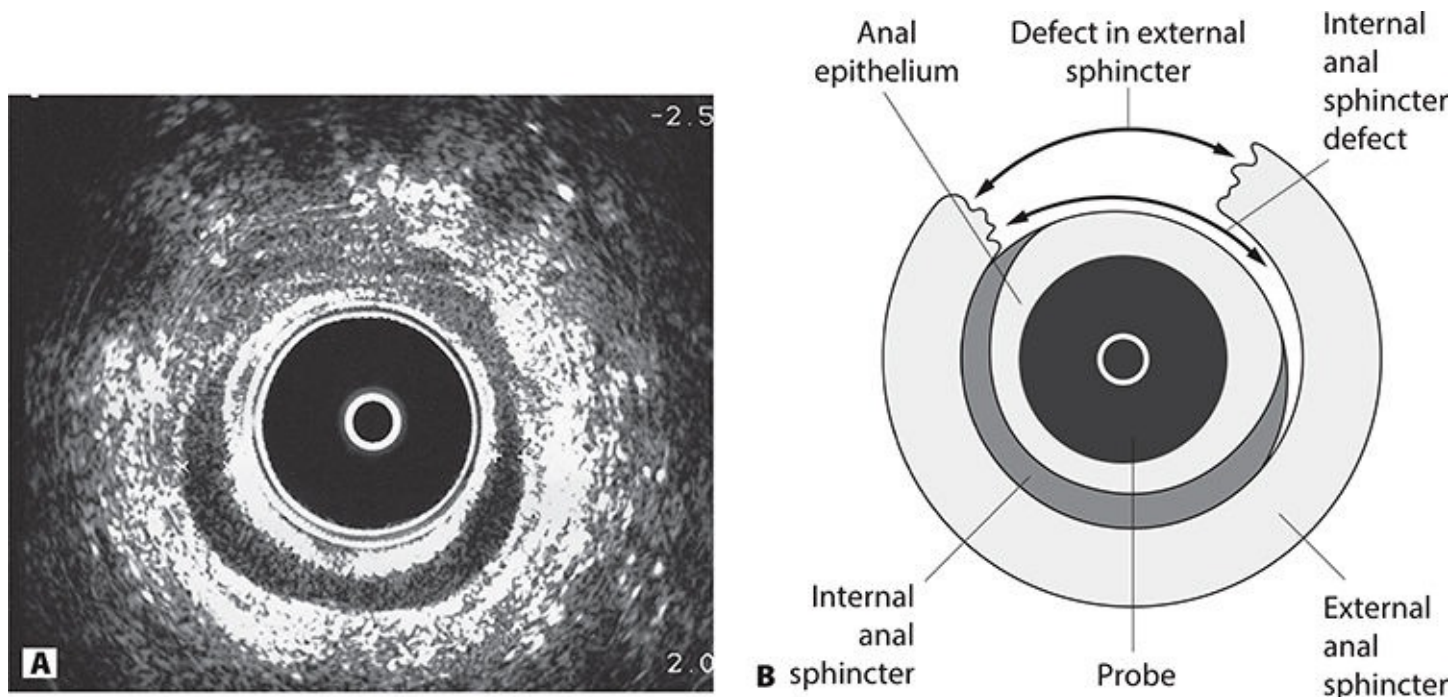 -2.5
2.0
A
Anal
epithelium
Defect in external
sphincter
Internal
anal
sphincter
defect
Internal
anal
sphincter
B
Probe
External
anal
sphincter